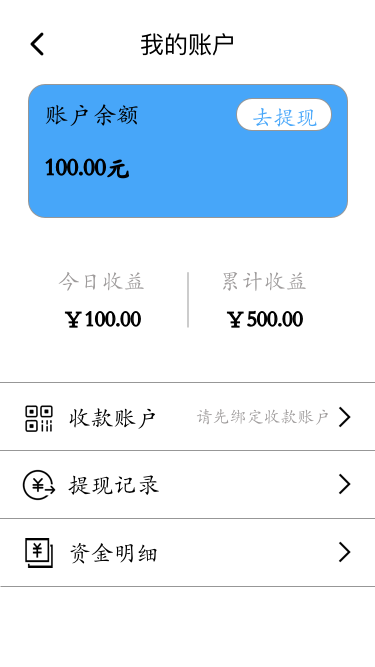 我的账户
账户余额
去提现
100.00元
今日收益 累计收益
￥100.00 ￥500.00
收款账户 请先绑定收款账户
提现记录
资金明细